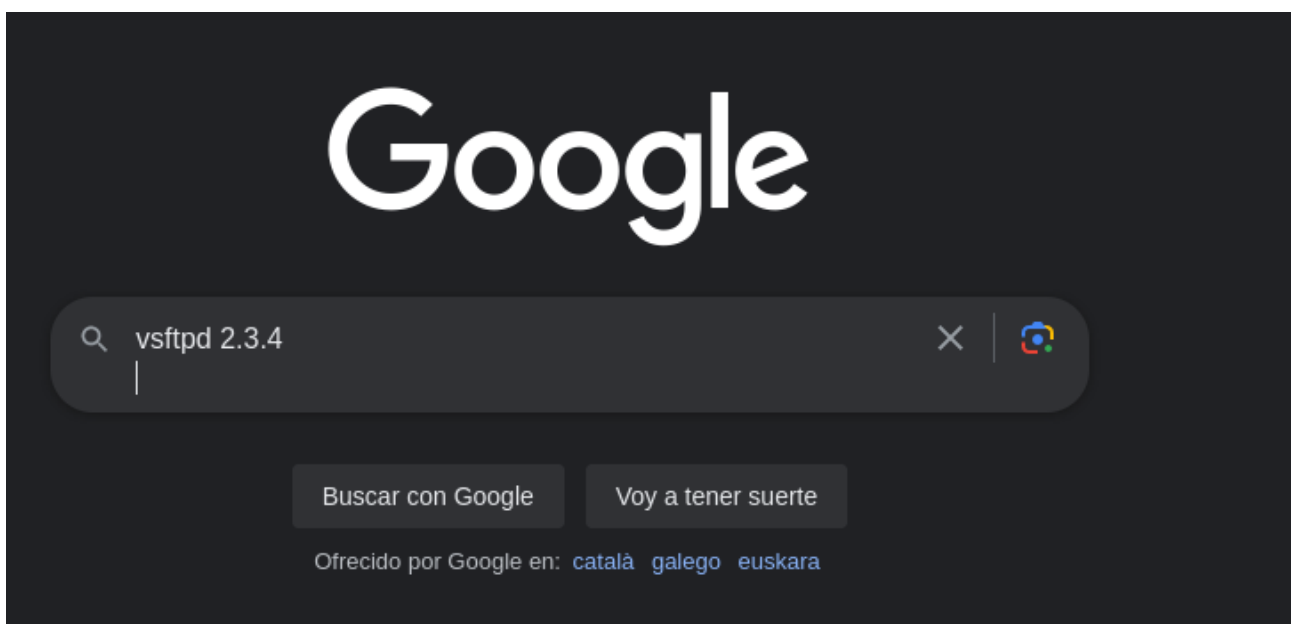 Google
vsftpd 2.3.4
Buscar con Google Voy a tener suerte
Ofrecido por Google en: català galego euskara